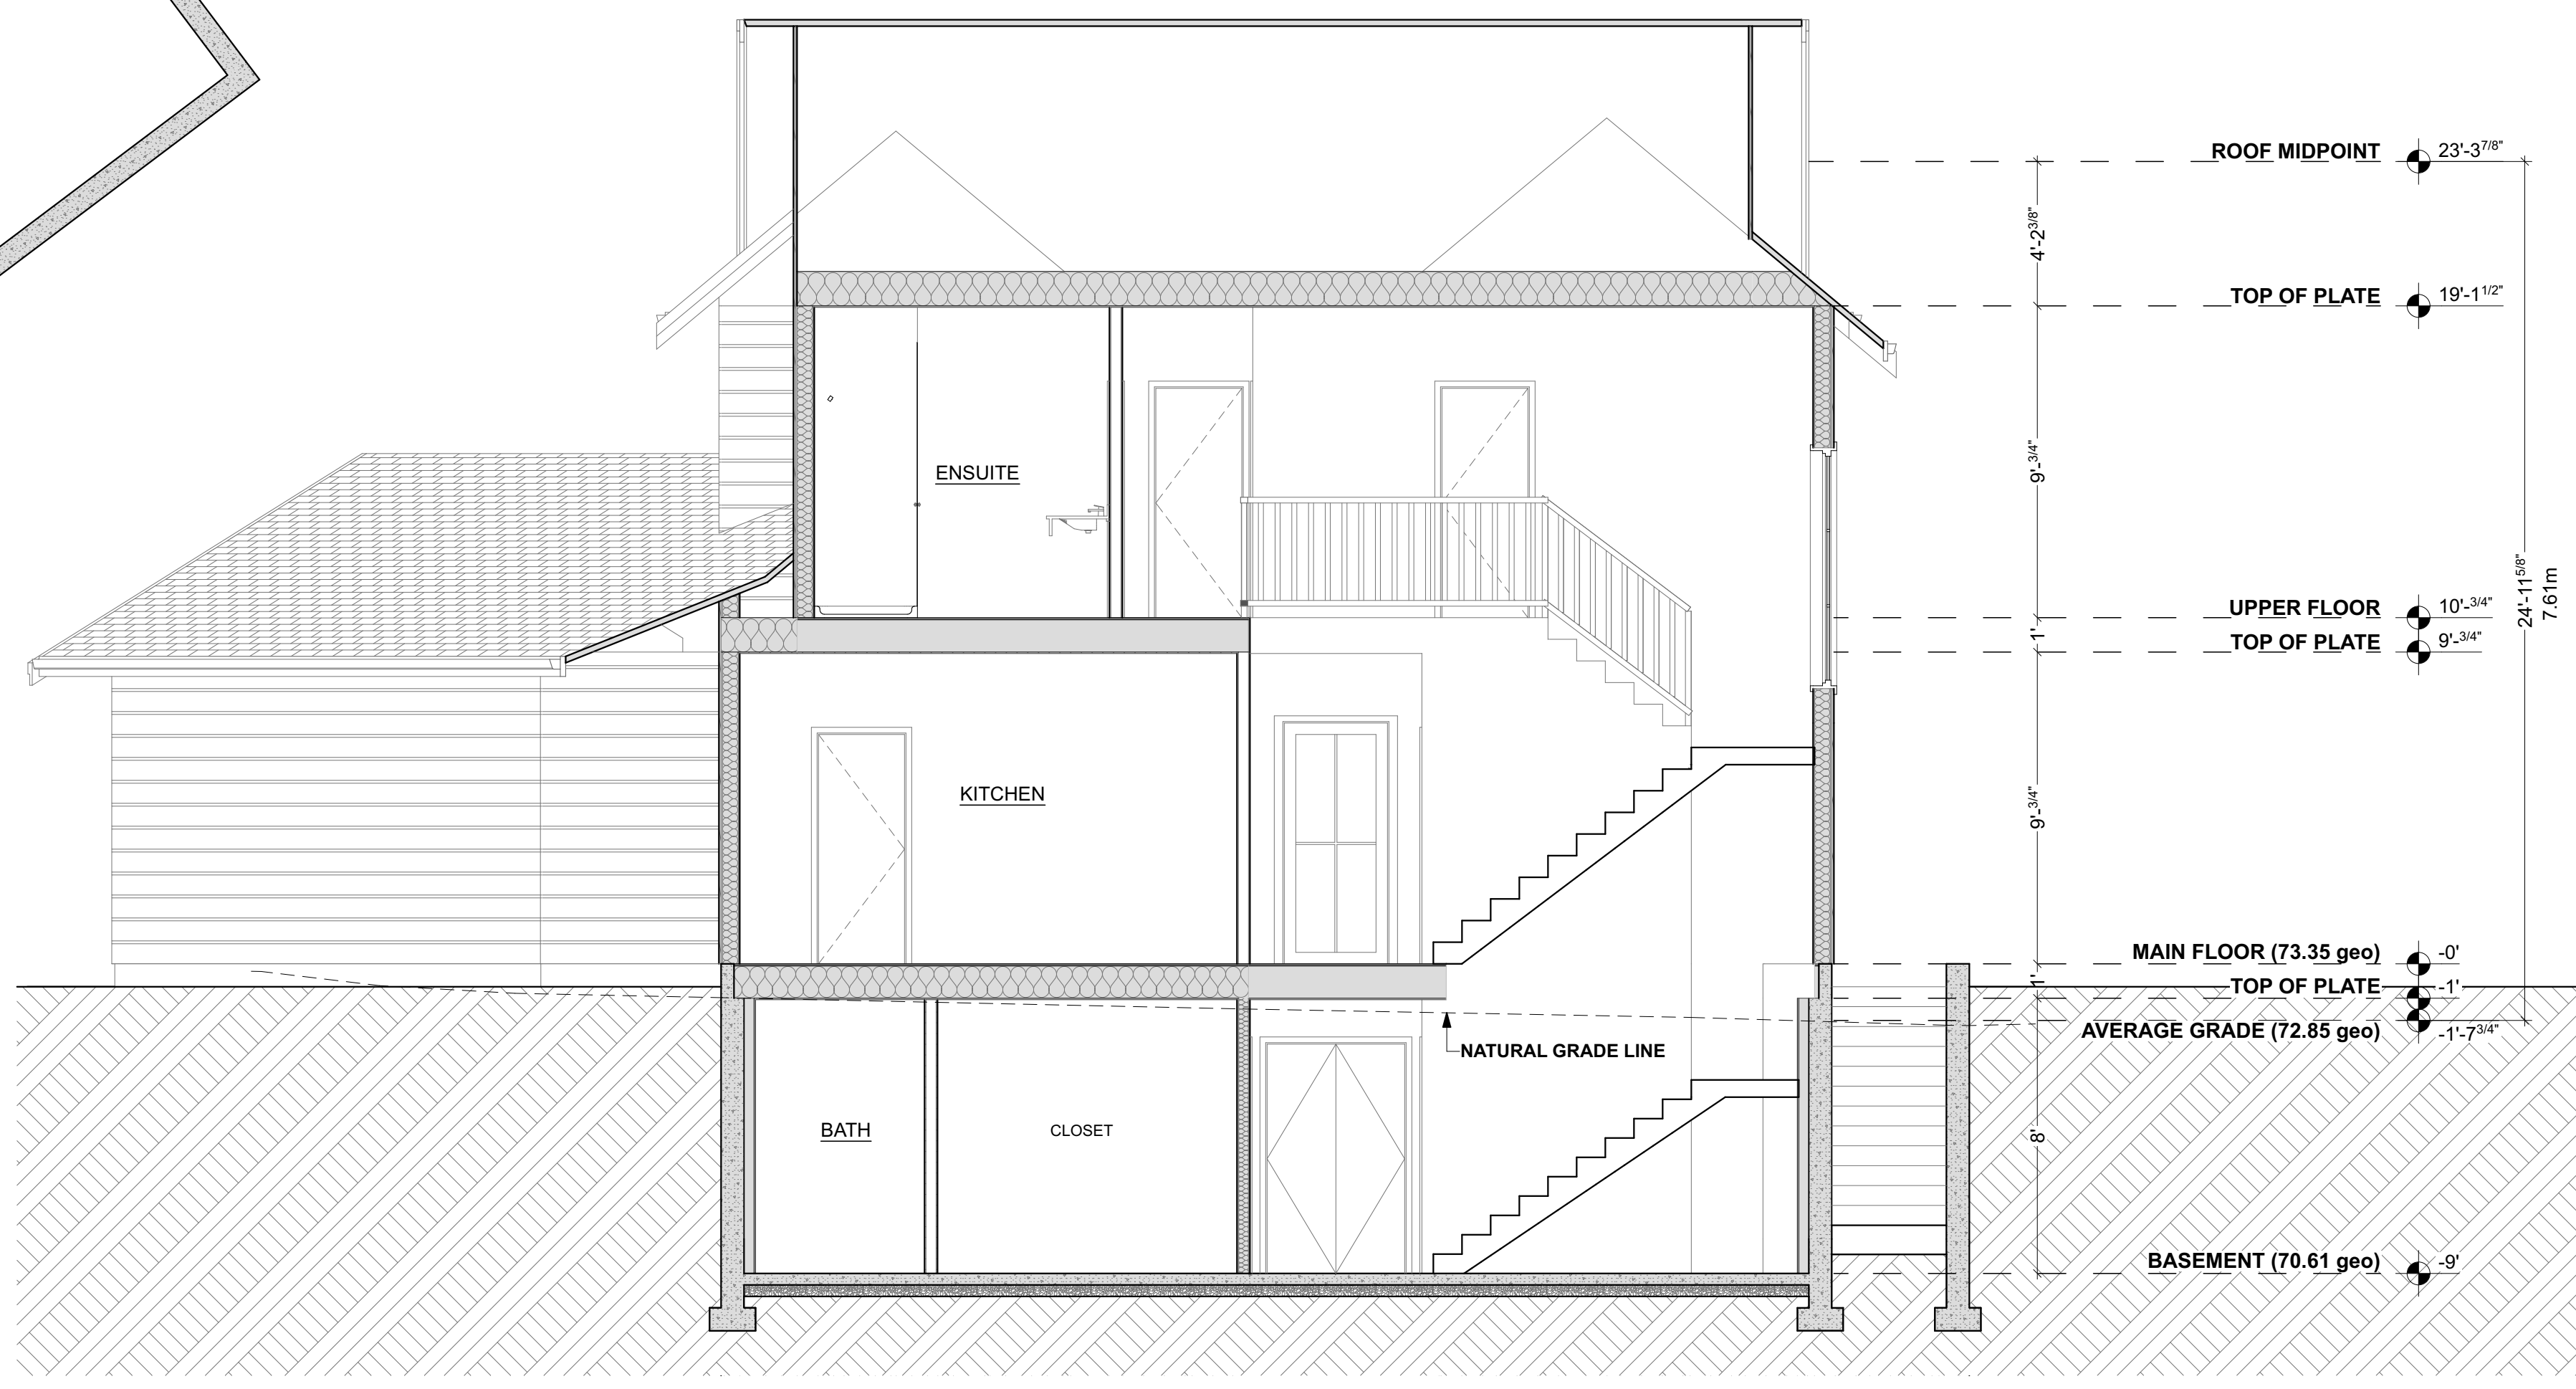 ROOF MIDPOINT 23'-3 7/8"
4'-2 3/8"
TOP OF PLATE 19'-1 1/2"
ENSUITE
9'-3/4"
24'-11 5/8"
7.61m
UPPER FLOOR 10'-3/4"
1'
TOP OF PLATE 9'-3/4"
KITCHEN
9'-3/4"
MAIN FLOOR (73.35 geo) -0'
1'
TOP OF PLATE -1'
AVERAGE GRADE (72.85 geo) -1'-7 3/4"
NATURAL GRADE LINE
BATH
CLOSET
8'
BASEMENT (70.61 geo) -9'